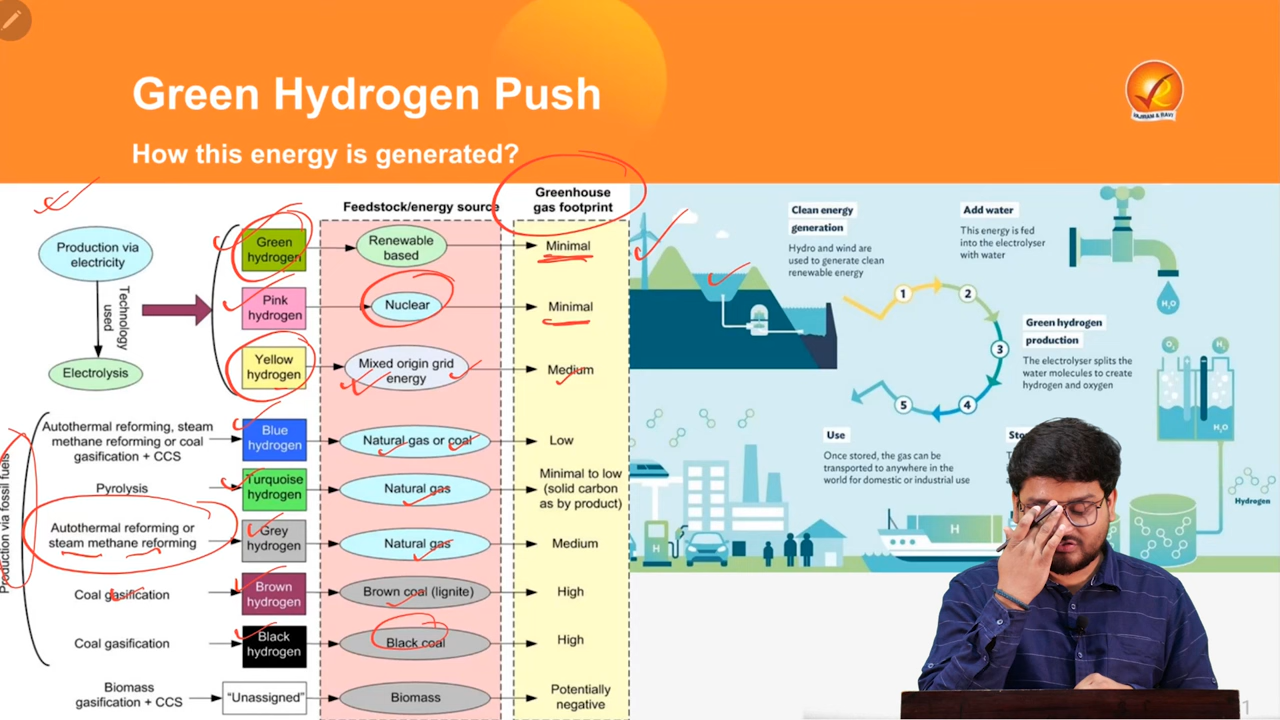 Green Hydrogen Push
How this energy is generated?
VAJIRAM & RAVI
Feedstock/energy source
Greenhouse
gas footprint
Production via
electricity
Technology
used
Electrolysis
Green
hydrogen
Renewable
based
Minimal
Pink
hydrogen
Nuclear
Minimal
Yellow
hydrogen
Mixed origin grid
energy
Medium
Production via fossil fuels
Autothermal reforming, steam
methane reforming or coal
gasification + CCS
Blue
hydrogen
Natural gas or coal
Low
Pyrolysis
Turquoise
hydrogen
Natural gas
Minimal to low
(solid carbon
as by product)
Autothermal reforming or
steam methane reforming
Grey
hydrogen
Natural gas
Medium
Coal gasification
Brown
hydrogen
Brown coal (lignite)
High
Coal gasification
Black
hydrogen
Black coal
High
Biomass
gasification + CCS
“Unassigned”
Biomass
Potentially
negative
Clean energy
generation
Hydro and wind are
used to generate clean
renewable energy
Add water
This energy is fed
into the electrolyser
with water
H₂O
1
2
3
4
5
Green hydrogen
production
The electrolyser splits the
water molecules to create
hydrogen and oxygen
O₂
H₂
H₂O
Use
Once stored, the gas can be
transported to anywhere in the
world for domestic or industrial use
H
H
Hydrogen
1